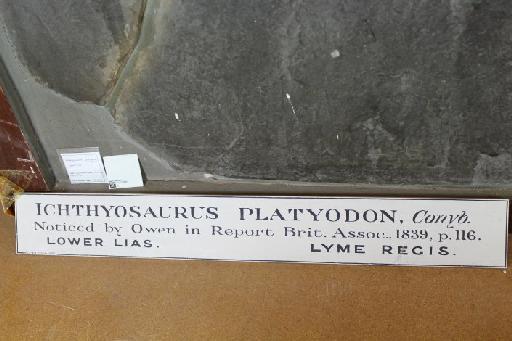 ICHTHYOSAURUS PLATYODON, Conyb.
Noticed by Owen in Report Brit. Assoc., 1839, p.116.
LOWER LIAS. LYME REGIS.